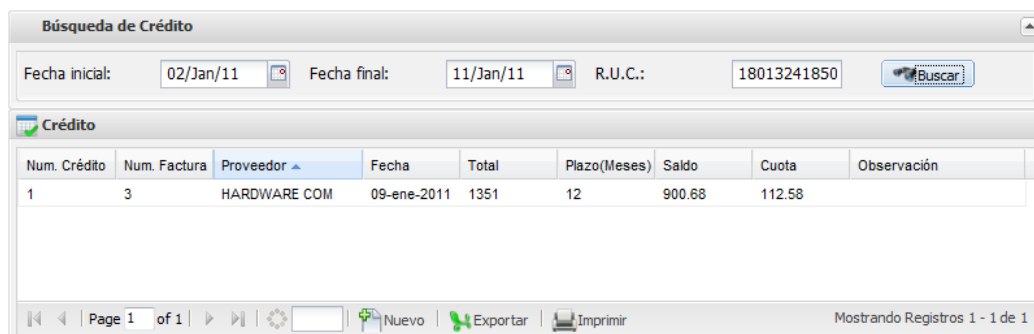 Búsqueda de Crédito
Fecha inicial: 02/Jan/11 Fecha final: 11/Jan/11 R.U.C.: 18013241850 Buscar
Crédito
Num. Crédito Num. Factura Proveedor Fecha Total Plazo(Meses) Saldo Cuota Observación
1 3 HARDWARE COM 09-ene-2011 1351 12 900.68 112.58
Page 1 of 1 Nuevo Exportar Imprimir Mostrando Registros 1 - 1 de 1